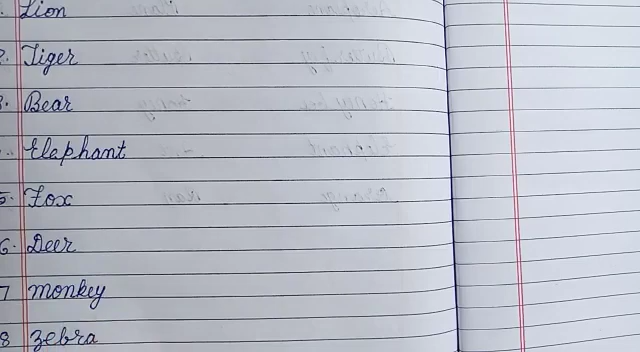 Lion
2. Tiger
3. Bear
Elephant
5. Fox
6. Deer
7 monkey
8 zebra